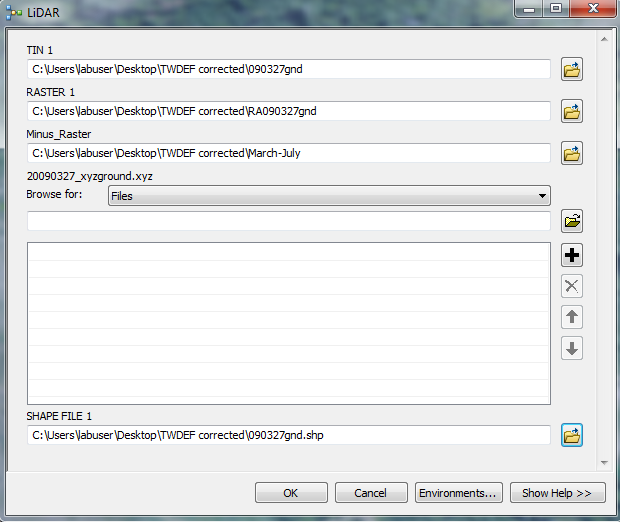 LiDAR
TIN 1
C:\Users\labuser\Desktop\TWDEF corrected\090327gnd
RASTER 1
C:\Users\labuser\Desktop\TWDEF corrected\RA090327gnd
Minus_Raster
C:\Users\labuser\Desktop\TWDEF corrected\March-July
20090327_xyzground.xyz
Browse for: Files
SHAPE FILE 1
C:\Users\labuser\Desktop\TWDEF corrected\090327gnd.shp
OK Cancel Environments... Show Help >>